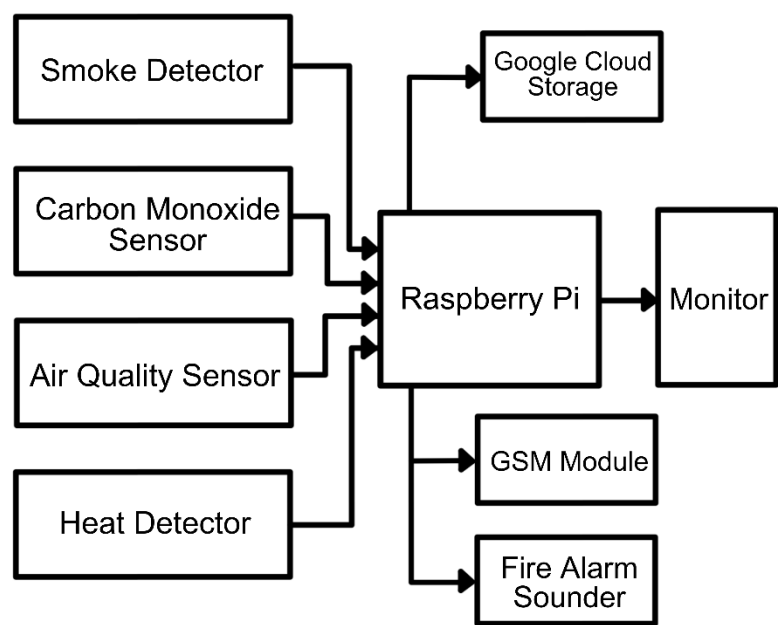 Smoke Detector
Carbon Monoxide
Sensor
Air Quality Sensor
Heat Detector
Raspberry Pi
Google Cloud
Storage
Monitor
GSM Module
Fire Alarm
Sounder